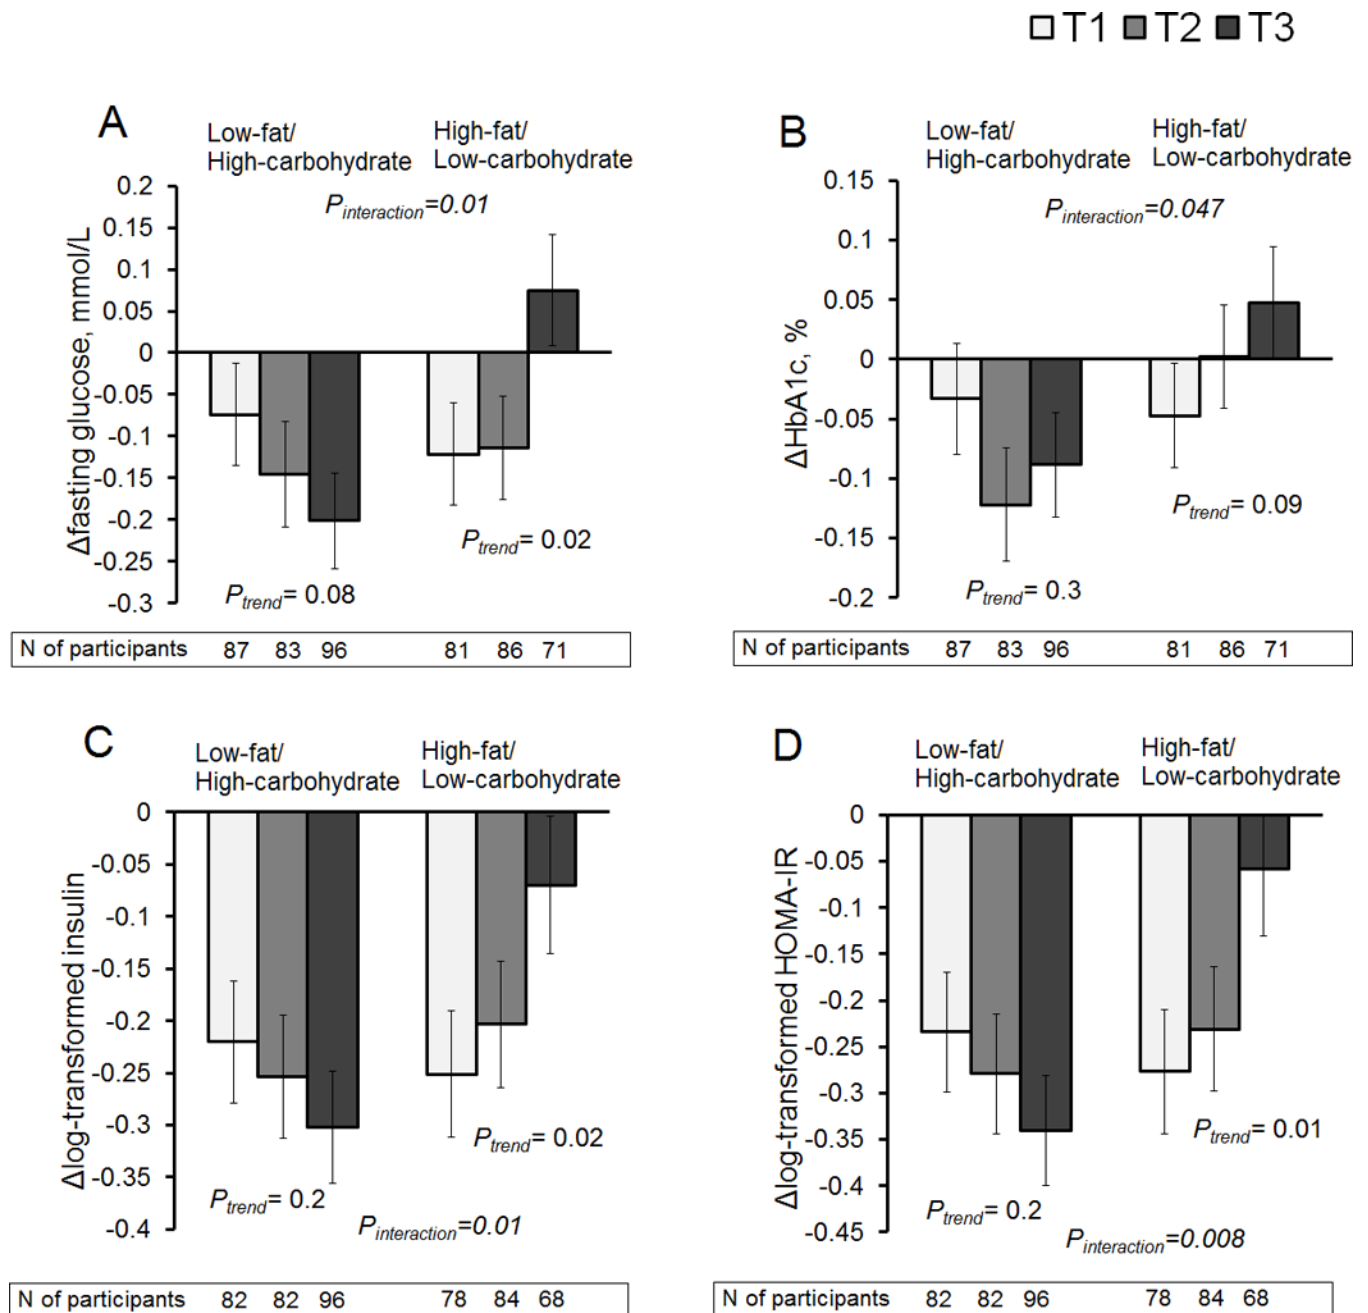 T1 T2 T3
A
Low-fat/
High-carbohydrate
High-fat/
Low-carbohydrate
Pinteraction=0.01
Δfasting glucose, mmol/L
0.2
0.15
0.1
0.05
0
-0.05
-0.1
-0.15
-0.2
-0.25
-0.3
Ptrend= 0.08
Ptrend= 0.02
N of participants 87 83 96 81 86 71
B
Low-fat/
High-carbohydrate
High-fat/
Low-carbohydrate
Pinteraction=0.047
ΔHbA1c, %
0.15
0.1
0.05
0
-0.05
-0.1
-0.15
-0.2
Ptrend= 0.3
Ptrend= 0.09
N of participants 87 83 96 81 86 71
C
Low-fat/
High-carbohydrate
High-fat/
Low-carbohydrate
Δlog-transformed insulin
0
-0.05
-0.1
-0.15
-0.2
-0.25
-0.3
-0.35
-0.4
Ptrend= 0.2
Ptrend= 0.02
Pinteraction=0.01
N of participants 82 82 96 78 84 68
D
Low-fat/
High-carbohydrate
High-fat/
Low-carbohydrate
Δlog-transformed HOMA-IR
0
-0.05
-0.1
-0.15
-0.2
-0.25
-0.3
-0.35
-0.4
-0.45
Ptrend= 0.2
Ptrend= 0.01
Pinteraction=0.008
N of participants 82 82 96 78 84 68